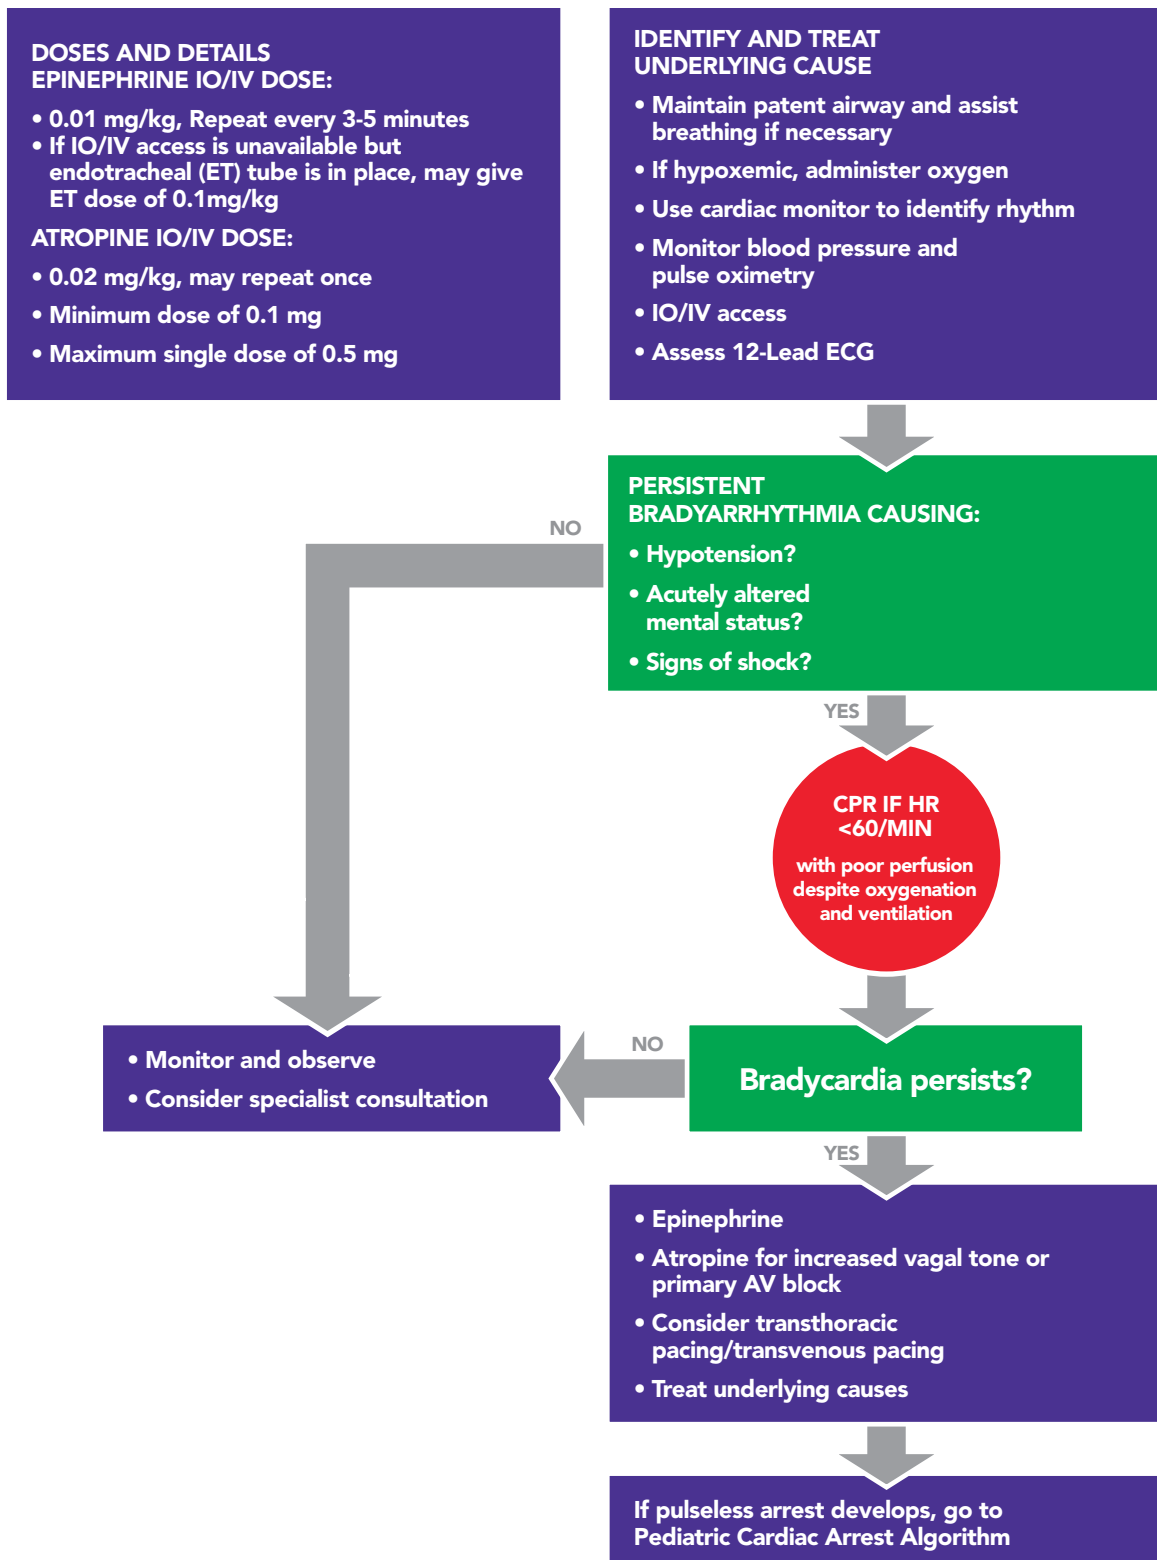 DOSES AND DETAILS
EPINEPHRINE IO/IV DOSE:
• 0.01 mg/kg, Repeat every 3-5 minutes
• If IO/IV access is unavailable but
endotracheal (ET) tube is in place, may give
ET dose of 0.1mg/kg
ATROPINE IO/IV DOSE:
• 0.02 mg/kg, may repeat once
• Minimum dose of 0.1 mg
• Maximum single dose of 0.5 mg
IDENTIFY AND TREAT
UNDERLYING CAUSE
• Maintain patent airway and assist
breathing if necessary
• If hypoxemic, administer oxygen
• Use cardiac monitor to identify rhythm
• Monitor blood pressure and
pulse oximetry
• IO/IV access
• Assess 12-Lead ECG
PERSISTENT
BRADYARRHYTHMIA CAUSING:
• Hypotension?
• Acutely altered
mental status?
• Signs of shock?
NO
YES
CPR IF HR
<60/MIN
with poor perfusion
despite oxygenation
and ventilation
Bradycardia persists?
NO
• Monitor and observe
• Consider specialist consultation
YES
• Epinephrine
• Atropine for increased vagal tone or
primary AV block
• Consider transthoracic
pacing/transvenous pacing
• Treat underlying causes
If pulseless arrest develops, go to
Pediatric Cardiac Arrest Algorithm